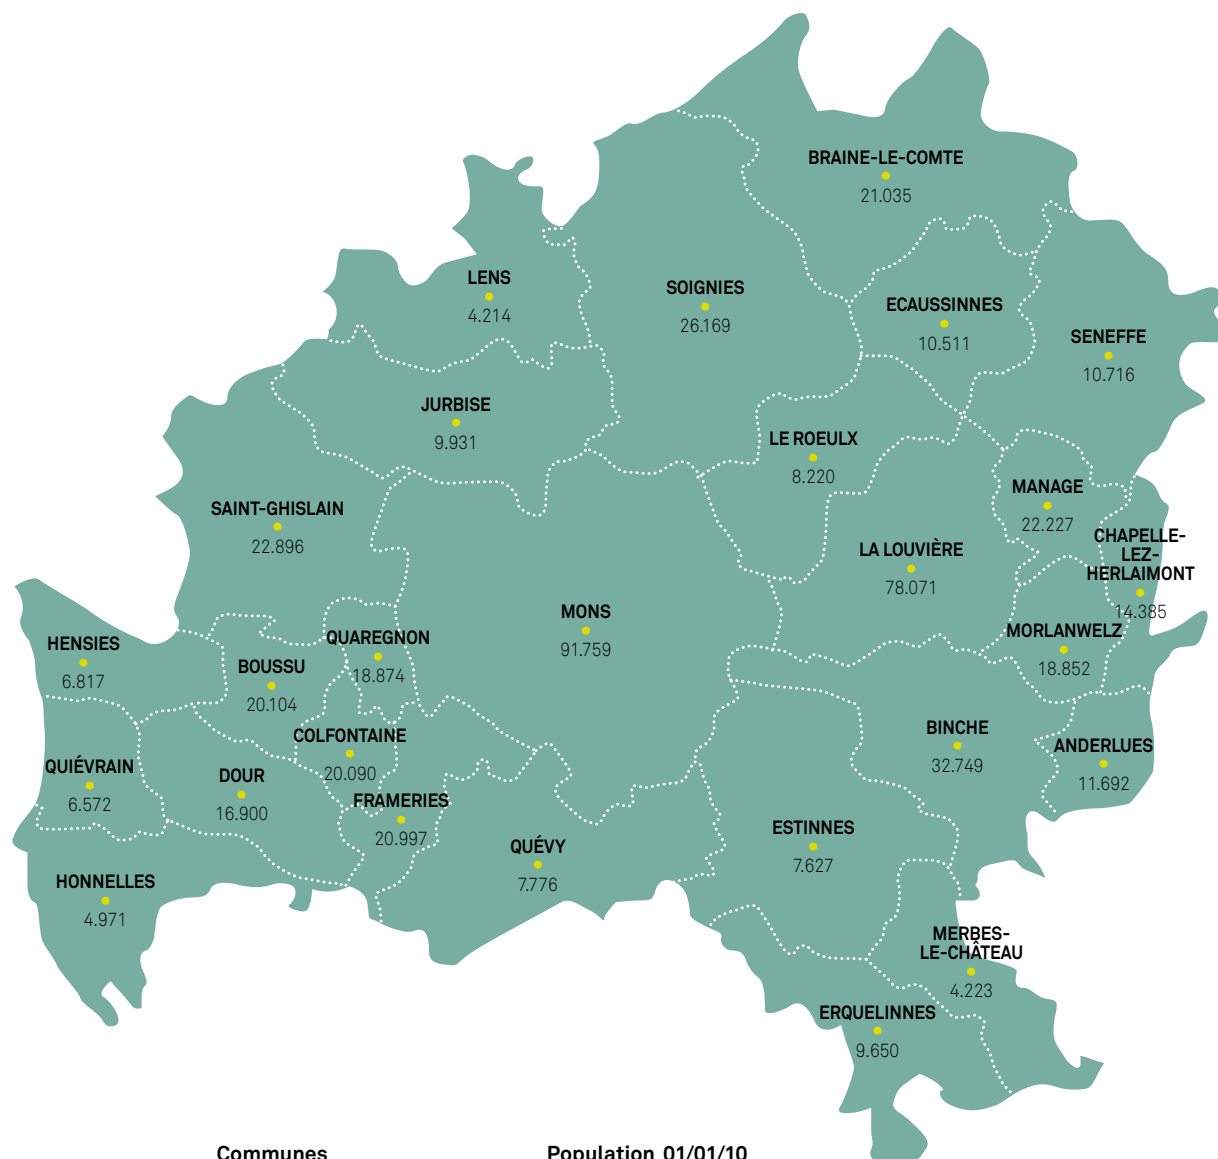 BRAINE-LE-COMTE
21.035
LENS
4.214
SOIGNIES
26.169
ECAUSSINNES
10.511
SENEFFE
10.716
JURBISE
9.931
LE ROEULX
8.220
MANAGE
22.227
SAINT-GHISLAIN
22.896
LA LOUVIÈRE
78.071
CHAPELLE-
LEZ-
HERLAIMONT
14.385
MONS
91.759
QUAREGNON
18.874
MORLANWELZ
18.852
HENSIES
6.817
BOUSSU
20.104
COLFONTAINE
20.090
BINCHE
32.749
ANDERLUES
11.692
QUIÉVRAIN
6.572
DOUR
16.900
FRAMERIES
20.997
ESTINNES
7.627
QUÉVY
7.776
HONNELLES
4.971
MERBES-
LE-CHÂTEAU
4.223
ERQUELINNES
9.650
Communes Population 01/01/10